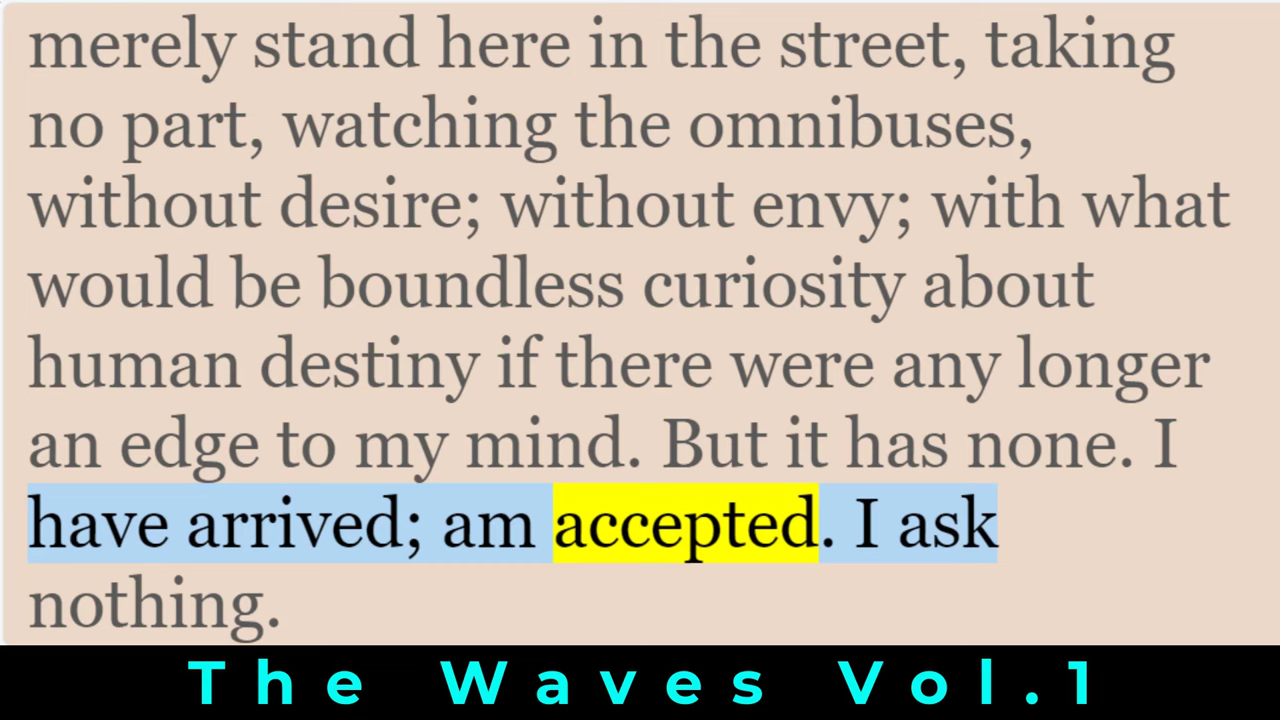 merely stand here in the street, taking
no part, watching the omnibuses,
without desire; without envy; with what
would be boundless curiosity about
human destiny if there were any longer
an edge to my mind. But it has none. I
have arrived; am accepted. I ask
nothing.
The Waves Vol.1